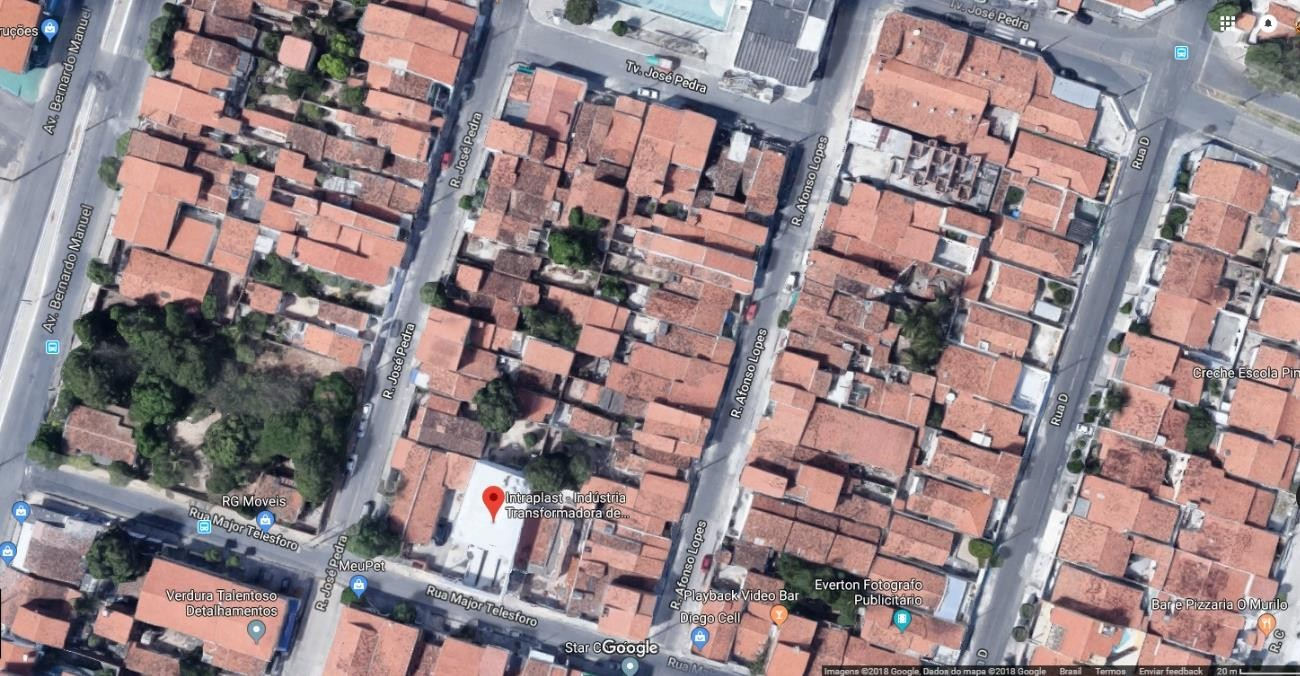 ruções
Av. Bernardo Manuel
R. José Pedra
Tv. José Pedra
Tv. José Pedra
R. Afonso Lopes
Rua D
Av. Bernardo Manuel
R. José Pedra
R. Afonso Lopes
Creche Escola Pin
Rua D
RG Moveis
Rua Major Telesforo
Intraplast - Indústria
Transformadora de...
MeuPet
R. José Pedra
Verdura Talentoso
Detalhamentos
Rua Major Telesforo
R. Afonso Lopes
Playback Video Bar
Diego Cell
Everton Fotografo
Publicitário
Bar e Pizzaria O Murilo
R. C
Star C
Google
Rua M
D
Imagens ©2018 Google, Dados do mapa ©2018 Google Brasil Termos Enviar feedback 20 m